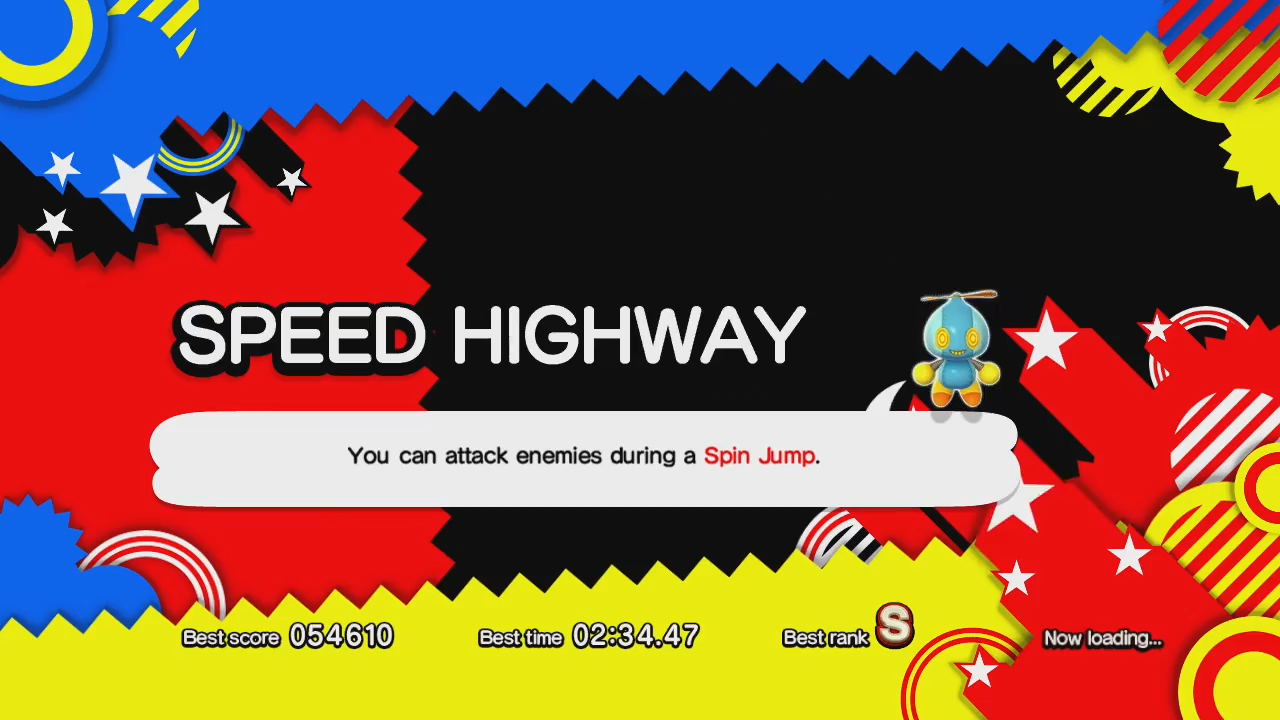 SPEED HIGHWAY
You can attack enemies during a Spin Jump.
Best score 054610 Best time 02:34.47 Best rank S Now loading...